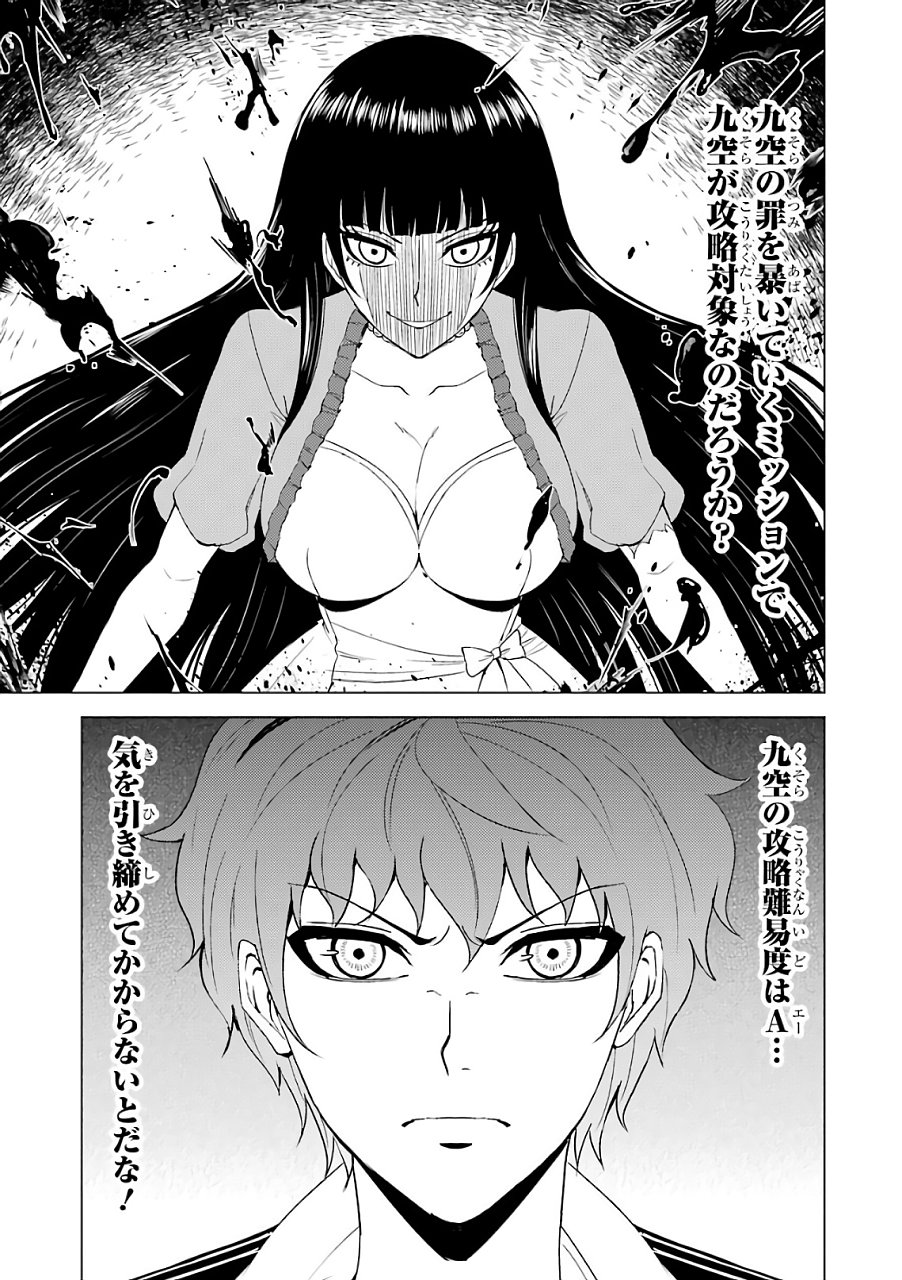 九空の罪を暴いていくミッションで
九空が攻略対象なのだろうか？
九空の攻略難易度はA…
気を引き締めてかからないとだな！